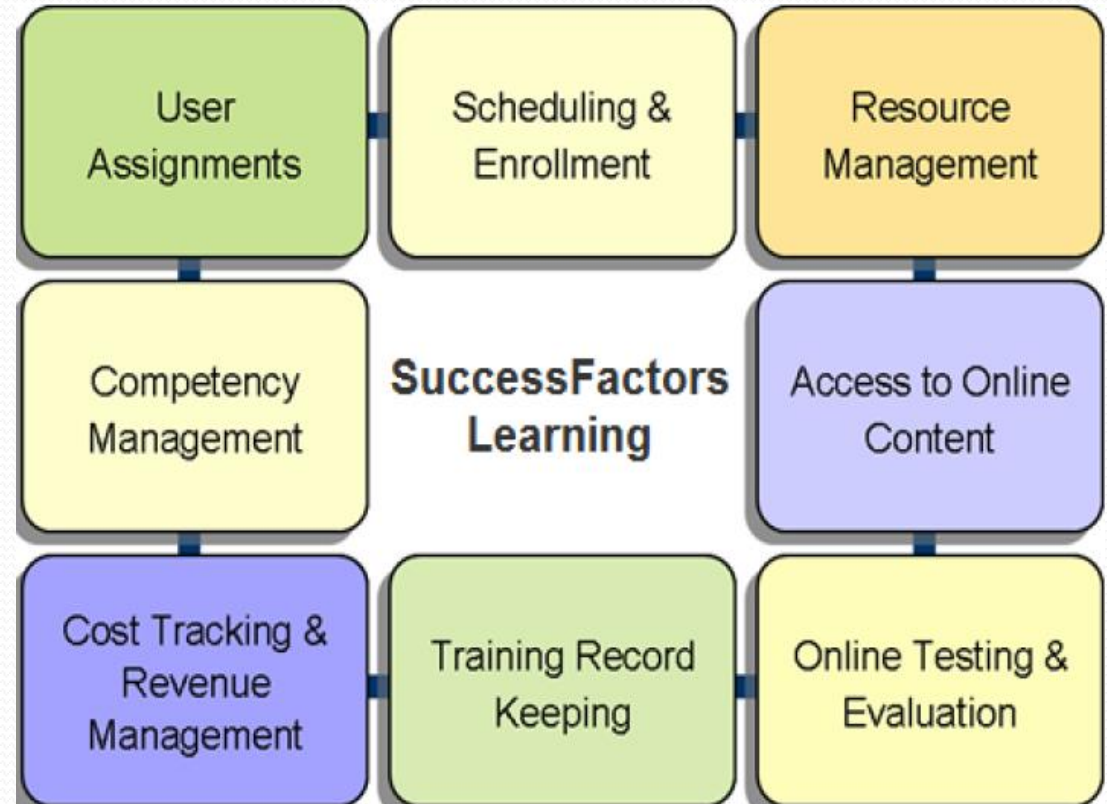 User
Assignments
Scheduling &
Enrollment
Resource
Management
Competency
Management
SuccessFactors
Learning
Access to Online
Content
Cost Tracking &
Revenue
Management
Training Record
Keeping
Online Testing &
Evaluation